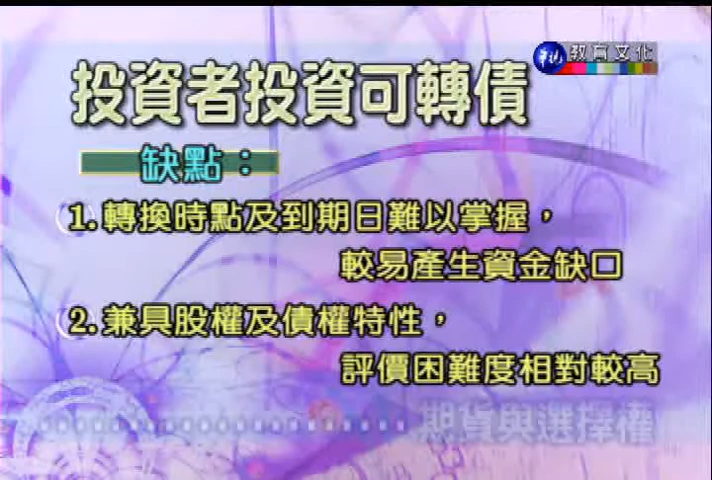 華視 教育文化
投資者投資可轉債
缺點：
1.轉換時點及到期日難以掌握，
較易產生資金缺口
2.兼具股權及債權特性，
評價困難度相對較高
期貨與選擇權